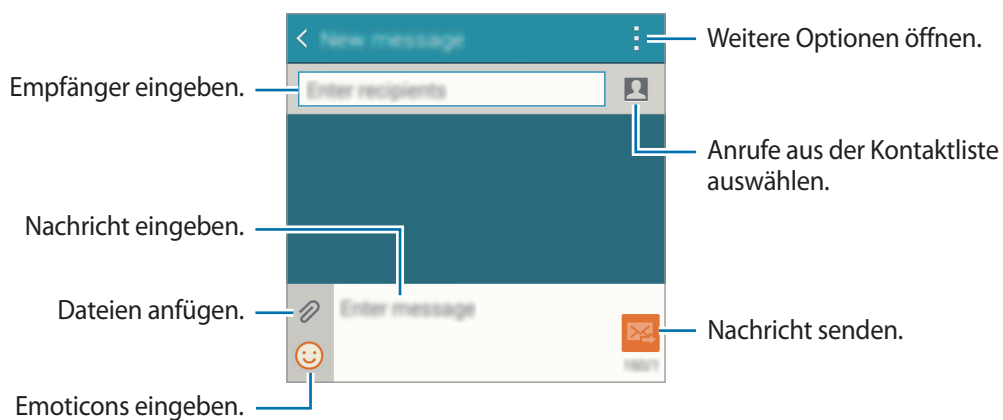 New message
Weitere Optionen öffnen.
Empfänger eingeben.
Enter recipients
Anrufe aus der Kontaktliste
auswählen.
Nachricht eingeben.
Dateien anfügen.
Enter message
Nachricht senden.
160/1
Emoticons eingeben.